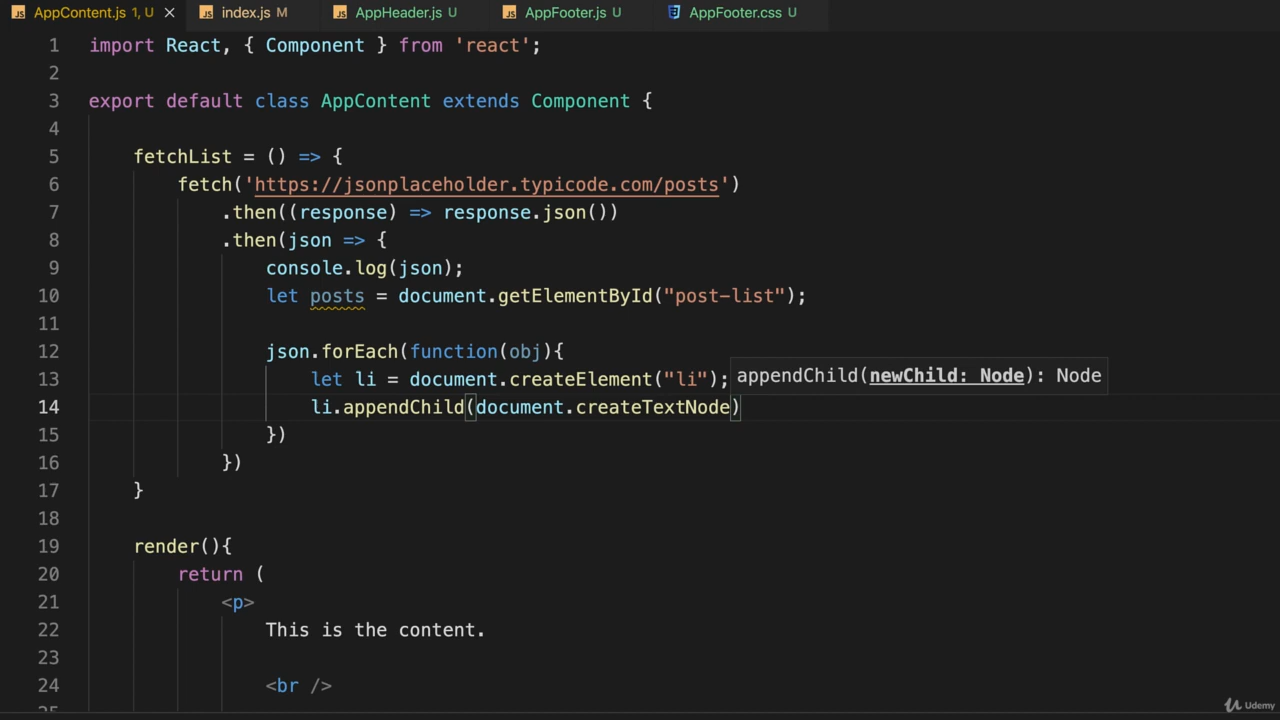 AppContent.js 1, U index.js M AppHeader.js U AppFooter.js U AppFooter.css U
1 import React, { Component } from 'react';
2
3 export default class AppContent extends Component {
4
5 fetchList = () => {
6 fetch('https://jsonplaceholder.typicode.com/posts')
7 .then((response) => response.json())
8 .then(json => {
9 console.log(json);
10 let posts = document.getElementById("post-list");
11
12 json.forEach(function(obj){
13 let li = document.createElement("li"); appendChild(newChild: Node): Node
14 li.appendChild(document.createTextNode)
15 })
16 })
17 }
18
19 render(){
20 return (
21 <p>
22 This is the content.
23
24 <br />
Udemy